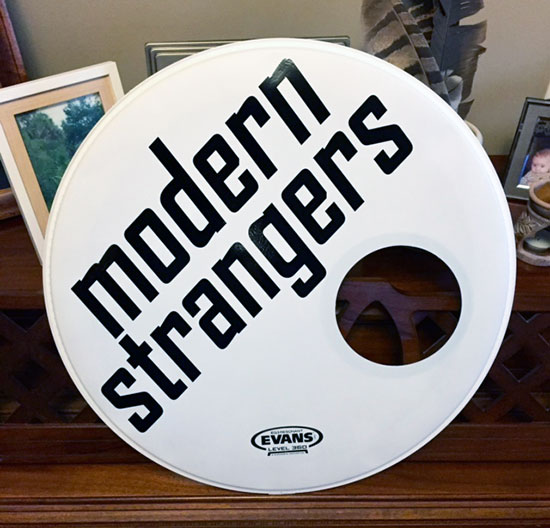 modern
strangers
EVANS
LEVEL 360